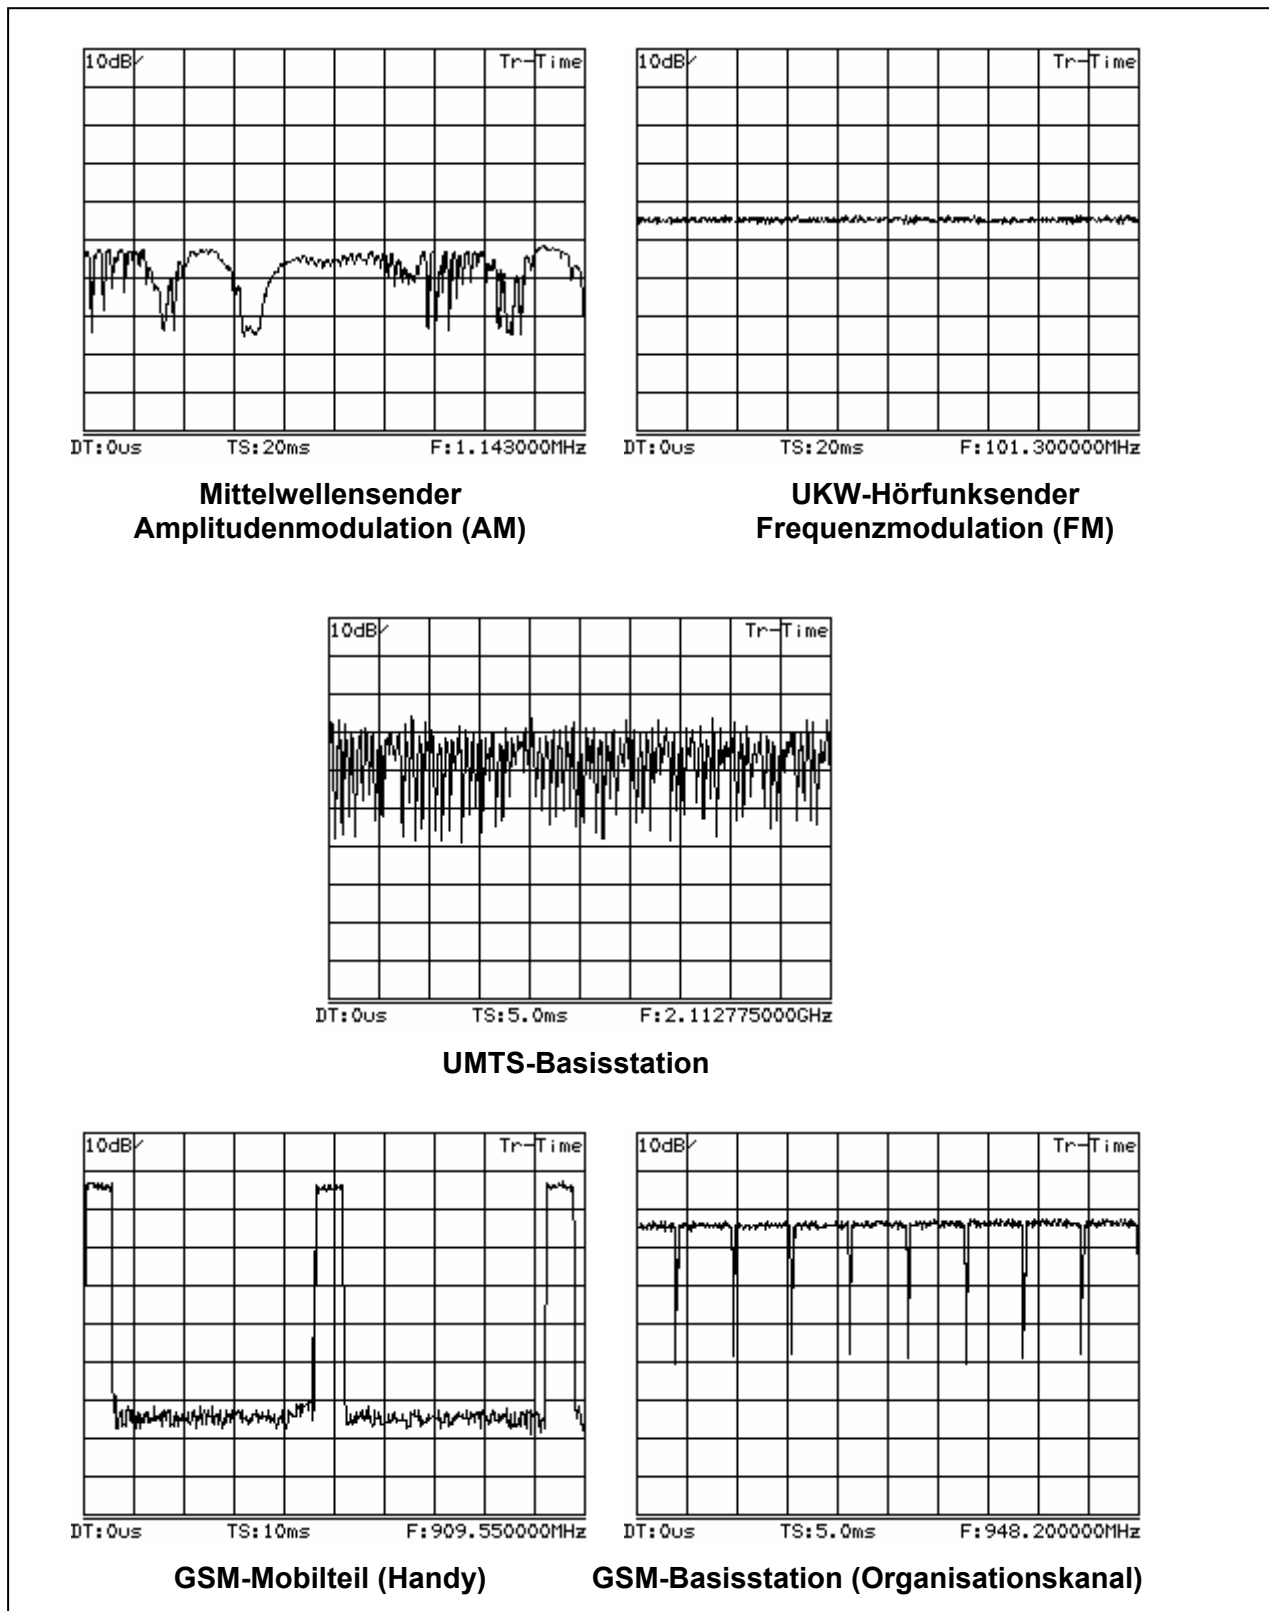 10dB/ Tr-Time
10dB/ Tr-Time
DT:0us TS:20ms F:1.143000MHz
DT:0us TS:20ms F:101.300000MHz
Mittelwellensender
Amplitudenmodulation (AM)
UKW-Hörfunksender
Frequenzmodulation (FM)
10dB/ Tr-Time
DT:0us TS:5.0ms F:2.112775000GHz
UMTS-Basisstation
10dB/ Tr-Time
10dB/ Tr-Time
DT:0us TS:10ms F:909.550000MHz
DT:0us TS:5.0ms F:948.200000MHz
GSM-Mobilteil (Handy)
GSM-Basisstation (Organisationskanal)